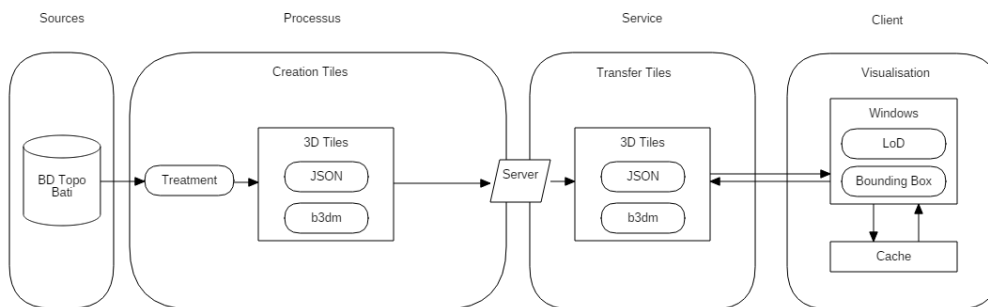 Sources
Processus
Service
Client
Creation Tiles
Transfer Tiles
Visualisation
BD Topo
Bati
Treatment
3D Tiles
JSON
b3dm
Server
3D Tiles
JSON
b3dm
Windows
LoD
Bounding Box
Cache